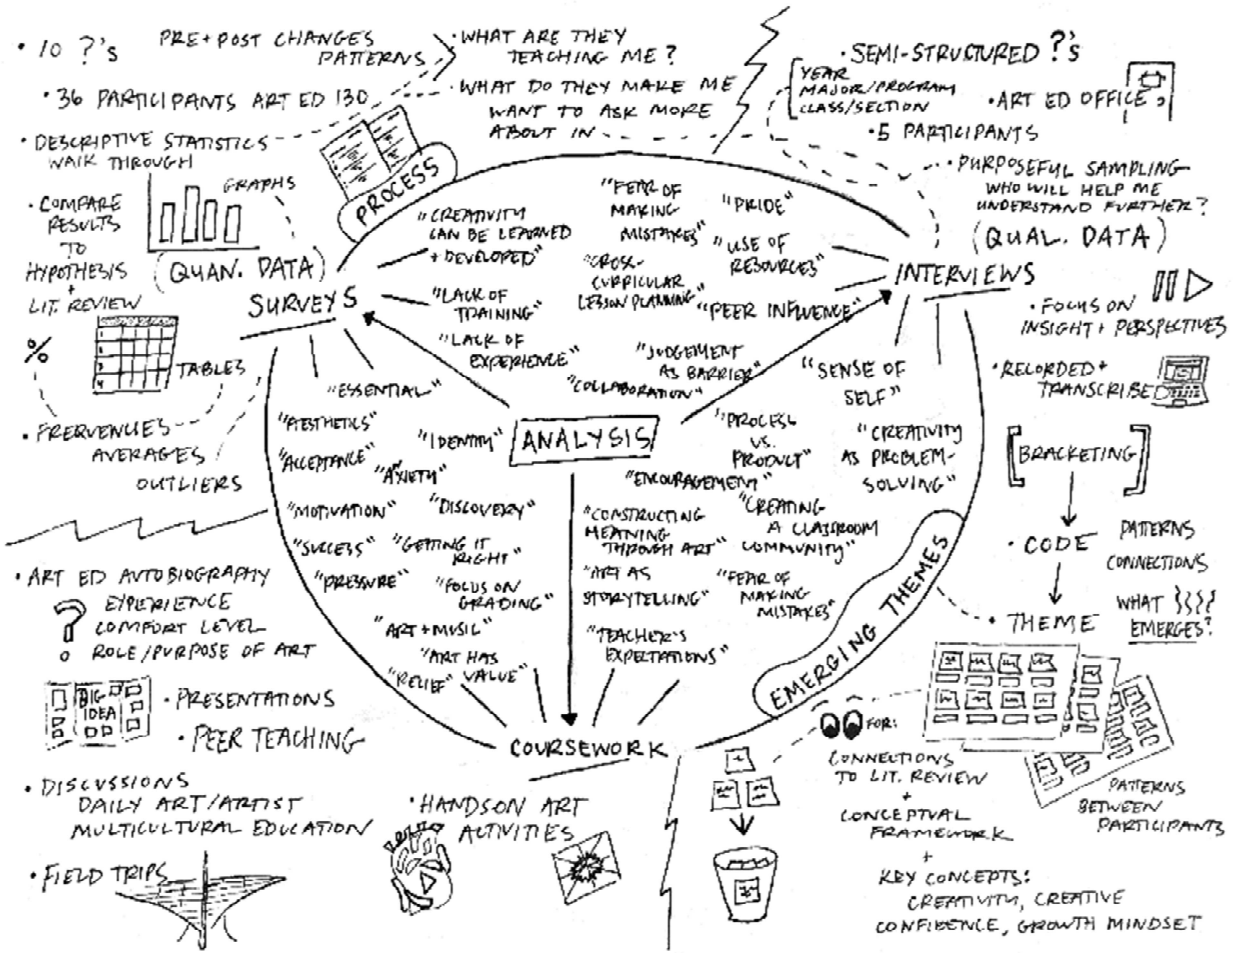 · 10 ?'s
PRE + POST CHANGES
PATTERNS
· WHAT ARE THEY
TEACHING ME?
· WHAT DO THEY MAKE ME
WANT TO ASK MORE
ABOUT IN
· 36 PARTICIPANTS ART ED 130
· DESCRIPTIVE STATISTICS
WALK THROUGH
GRAPHS
· COMPARE
RESULTS
TO
HYPOTHESIS
+
LIT. REVIEW
(QUAN. DATA)
SURVEYS
%
1
2
3
4
TABLES
· FREQUENCIES
AVERAGES
OUTLIERS
PROCESS
· SEMI-STRUCTURED ?'s
YEAR
MAJOR/PROGRAM
CLASS/SECTION
· ART ED OFFICE
· 5 PARTICIPANTS
· PURPOSEFUL SAMPLING
WHO WILL HELP ME
UNDERSTAND FURTHER?
(QUAL. DATA)
INTERVIEWS
· FOCUS ON
INSIGHT + PERSPECTIVES
· RECORDED +
TRANSCRIBE
[BRACKETING]
· CODE
PATTERNS
CONNECTIONS
· THEME
WHAT
EMERGES?
"CREATIVITY
CAN BE LEARNED
+ DEVELOPED"
"LACK OF
TRAINING"
"LACK OF
EXPERIENCE"
"FEAR OF
MAKING
MISTAKES"
"PRIDE"
"USE OF
RESOURCES"
"CROSS-
CURRICULAR
LESSON PLANNING"
"PEER INFLUENCE"
"JUDGEMENT
AS BARRIER"
"COLLABORATION"
"SENSE OF
SELF"
"ESSENTIAL"
"AESTHETICS"
"IDENTITY"
"ACCEPTANCE"
"ANXIETY"
ANALYSIS
"PROCESS
VS.
PRODUCT"
"CREATIVITY
AS PROBLEM-
SOLVING"
"ENCOURAGEMENT"
"MOTIVATION"
"DISCOVERY"
"CONSTRUCTING
MEANING
THROUGH ART"
"CREATING
A CLASSROOM
COMMUNITY"
"SUCCESS"
"GETTING IT
RIGHT"
"PRESSURE"
"FOCUS ON
GRADING"
"ART AS
STORYTELLING"
"FEAR OF
MAKING
MISTAKES"
"ART + MUSIC"
"TEACHER'S
EXPECTATIONS"
"ART HAS
VALUE"
"RELIEF"
EMERGING THEMES
COURSEWORK
· ART ED AUTOBIOGRAPHY
? EXPERIENCE
COMFORT LEVEL
ROLE/PURPOSE OF ART
BIG
IDEA
· PRESENTATIONS
· PEER TEACHING
· DISCUSSIONS
DAILY ART/ARTIST
MULTICULTURAL EDUCATION
· FIELD TRIPS
· HANDSON ART
ACTIVITIES
FOR:
CONNECTIONS
TO LIT. REVIEW
+
CONCEPTUAL
FRAMEWORK
+
KEY CONCEPTS:
CREATIVITY, CREATIVE
CONFIDENCE, GROWTH MINDSET
PATTERNS
BETWEEN
PARTICIPANTS